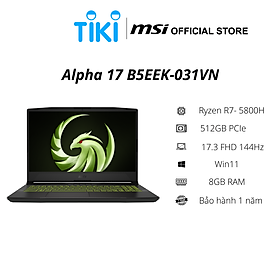 TIKI msi OFFICIAL STORE
Alpha 17 B5EEK-031VN
Ryzen R7- 5800H
512GB PCIe
17.3 FHD 144Hz
Win11
8GB RAM
Bảo hành 1 năm